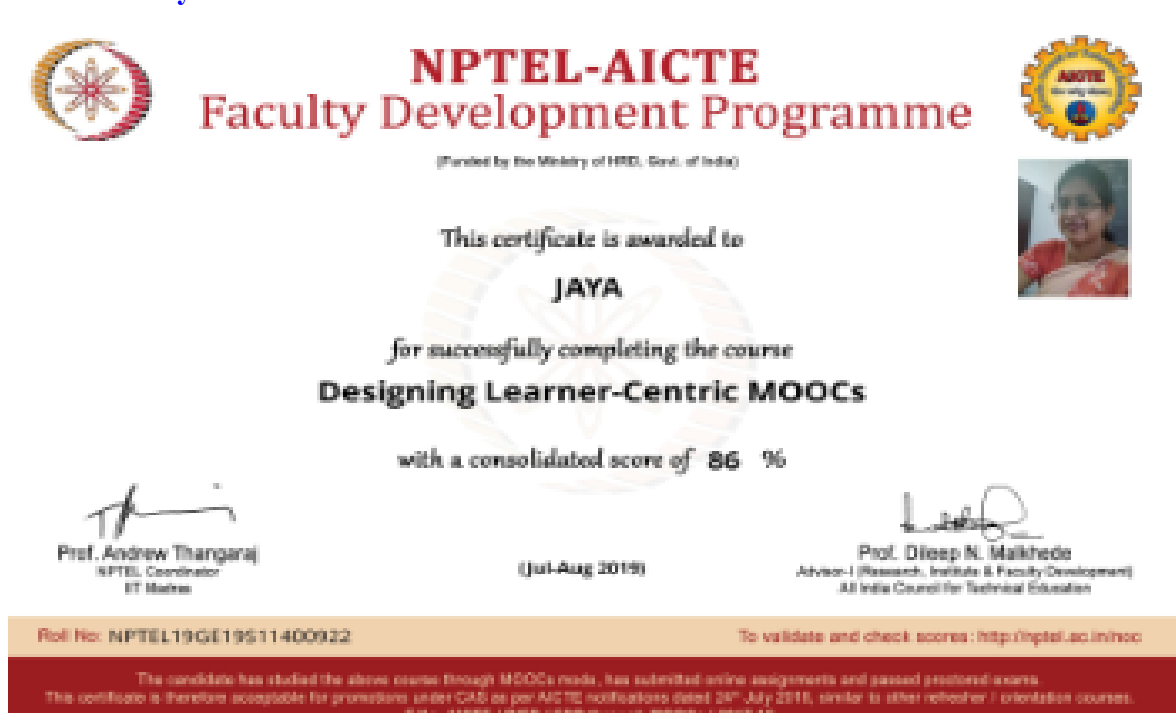 NPTEL-AICTE
Faculty Development Programme
(Funded by the Ministry of HRD, Govt. of India)
AICTE
This certificate is awarded to
JAYA
for successfully completing the course
Designing Learner-Centric MOOCs
with a consolidated score of 86 %
Prof. Andrew Thangaraj
NPTEL Coordinator
IIT Madras
(Jul-Aug 2019)
Prof. Dileep N. Malkhede
Advisor-I (Research, Institute & Faculty Development)
All India Council for Technical Education
Roll No: NPTEL19GE19S11400922
To validate and check scores: http://nptel.ac.in/noc
The candidate has studied the above course through MOOCs mode, has submitted online assignments and passed proctored exams.
This certificate is therefore acceptable for promotions under CAS as per AICTE notifications dated 24th July 2018, similar to other refresher / orientation courses.